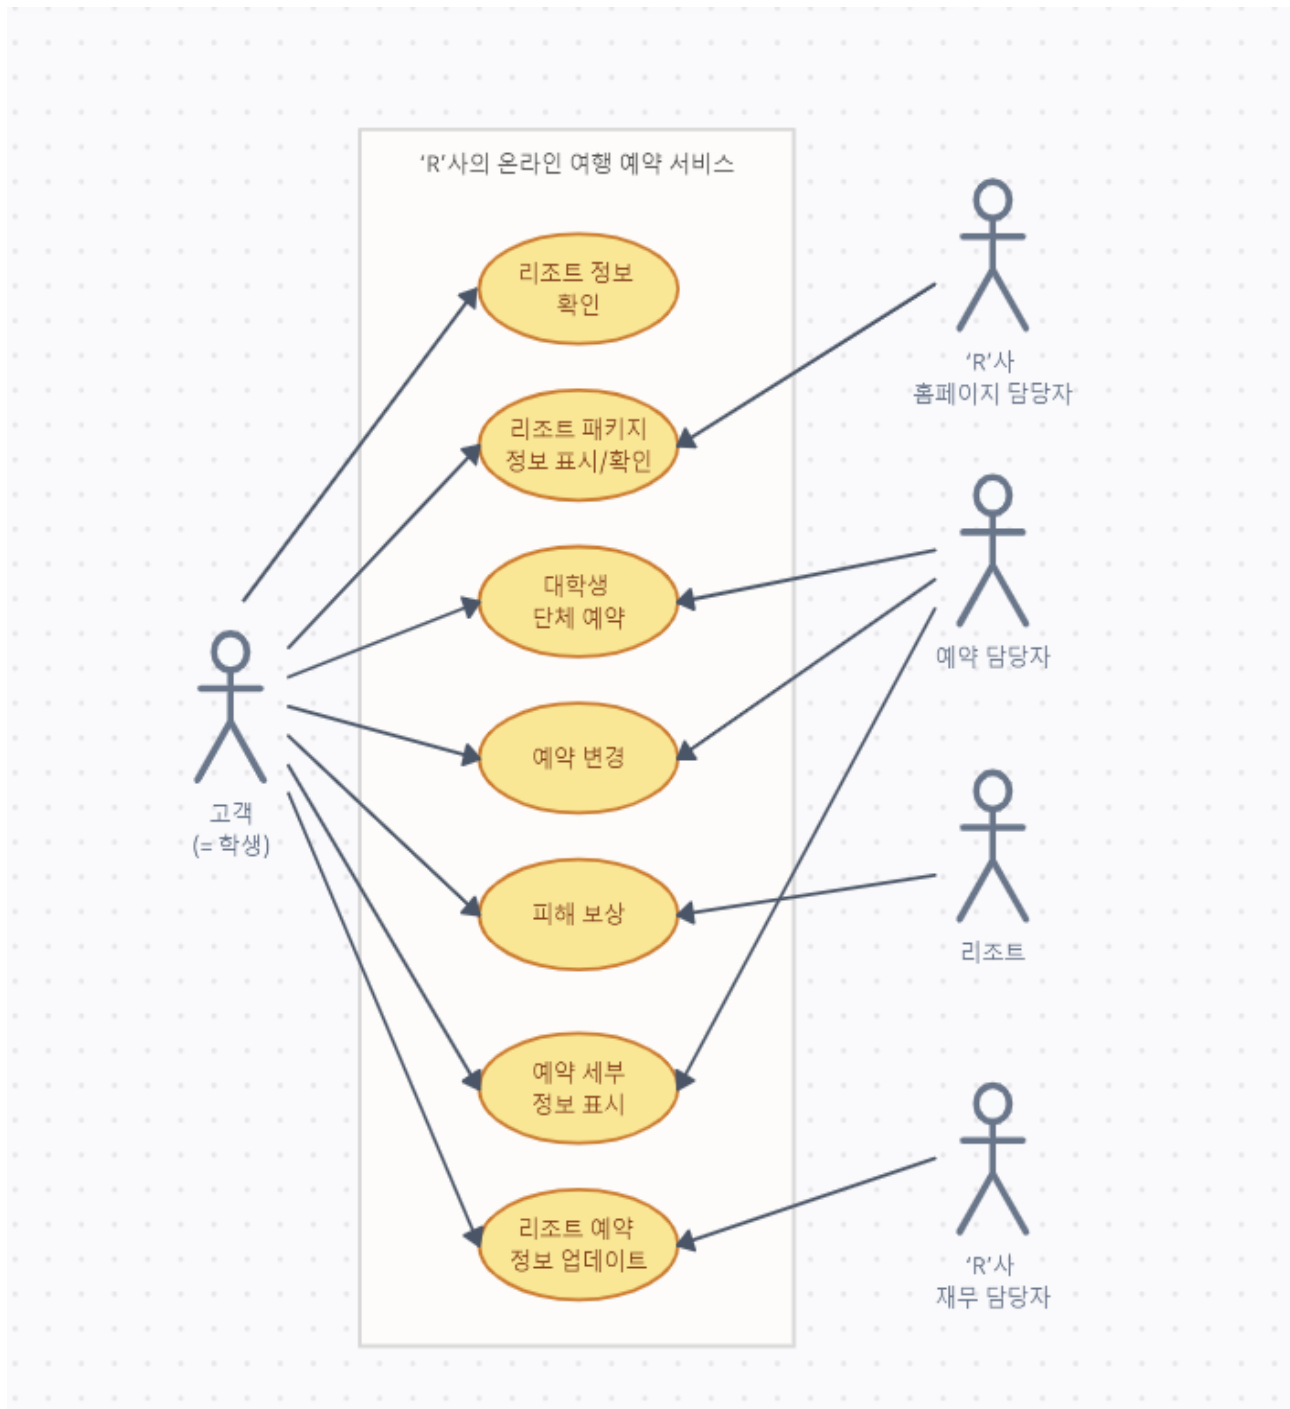 ‘R’사의 온라인 여행 예약 서비스
리조트 정보
확인
리조트 패키지
정보 표시/확인
대학생
단체 예약
예약 변경
피해 보상
예약 세부
정보 표시
리조트 예약
정보 업데이트
고객
(= 학생)
‘R’사
홈페이지 담당자
예약 담당자
리조트
‘R’사
재무 담당자